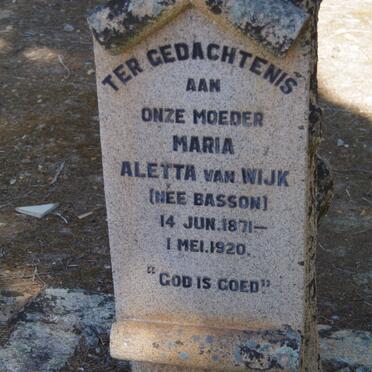 TER GEDACHTENIS
AAN
ONZE MOEDER
MARIA
ALETTA VAN WIJK
(NÉE BASSON)
14 JUN. 1871 —
1 MEI. 1920.
"GOD IS GOED"